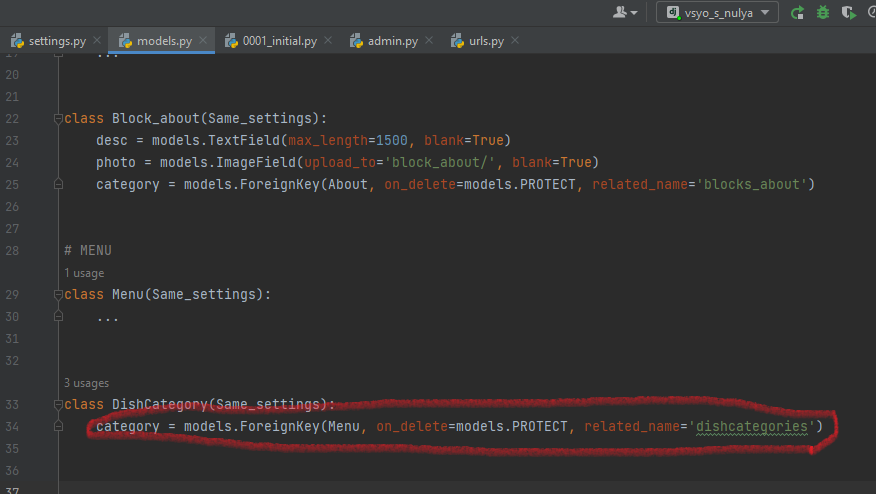 vsyo_s_nulya
settings.py
models.py
0001_initial.py
admin.py
urls.py
...
20
21
22 class Block_about(Same_settings):
23 desc = models.TextField(max_length=1500, blank=True)
24 photo = models.ImageField(upload_to='block_about/', blank=True)
25 category = models.ForeignKey(About, on_delete=models.PROTECT, related_name='blocks_about')
26
27
28 # MENU
1 usage
29 class Menu(Same_settings):
30 ...
31
32
3 usages
33 class DishCategory(Same_settings):
34 category = models.ForeignKey(Menu, on_delete=models.PROTECT, related_name='dishcategories')
35
36
37